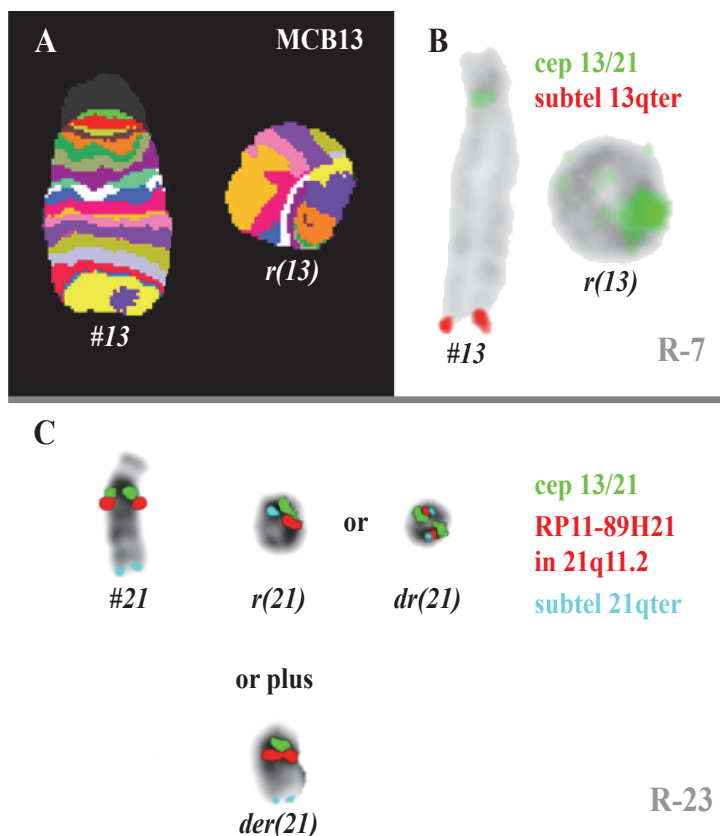 A
MCB13
#13
r(13)
B
cep 13/21
subtel 13qter
#13
r(13)
R-7
C
#21
r(21)
or
dr(21)
cep 13/21
RP11-89H21
in 21q11.2
subtel 21qter
or plus
der(21)
R-23